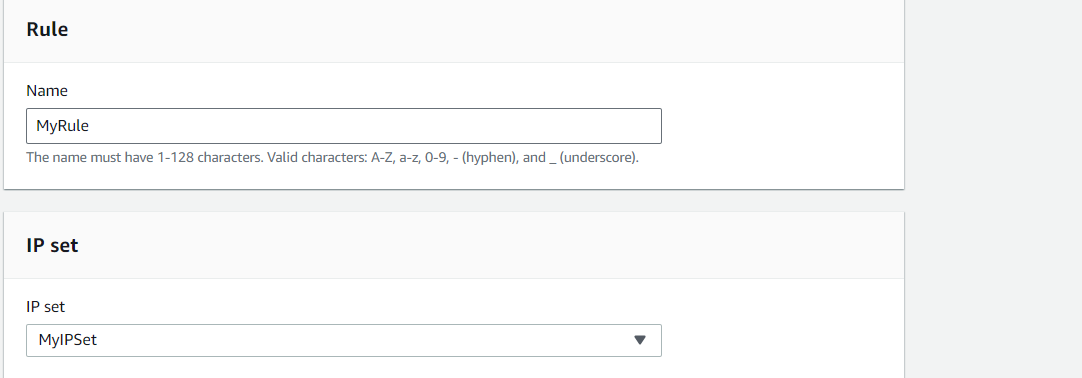 Rule
Name
MyRule
The name must have 1-128 characters. Valid characters: A-Z, a-z, 0-9, - (hyphen), and _ (underscore).
IP set
IP set
MyIPSet